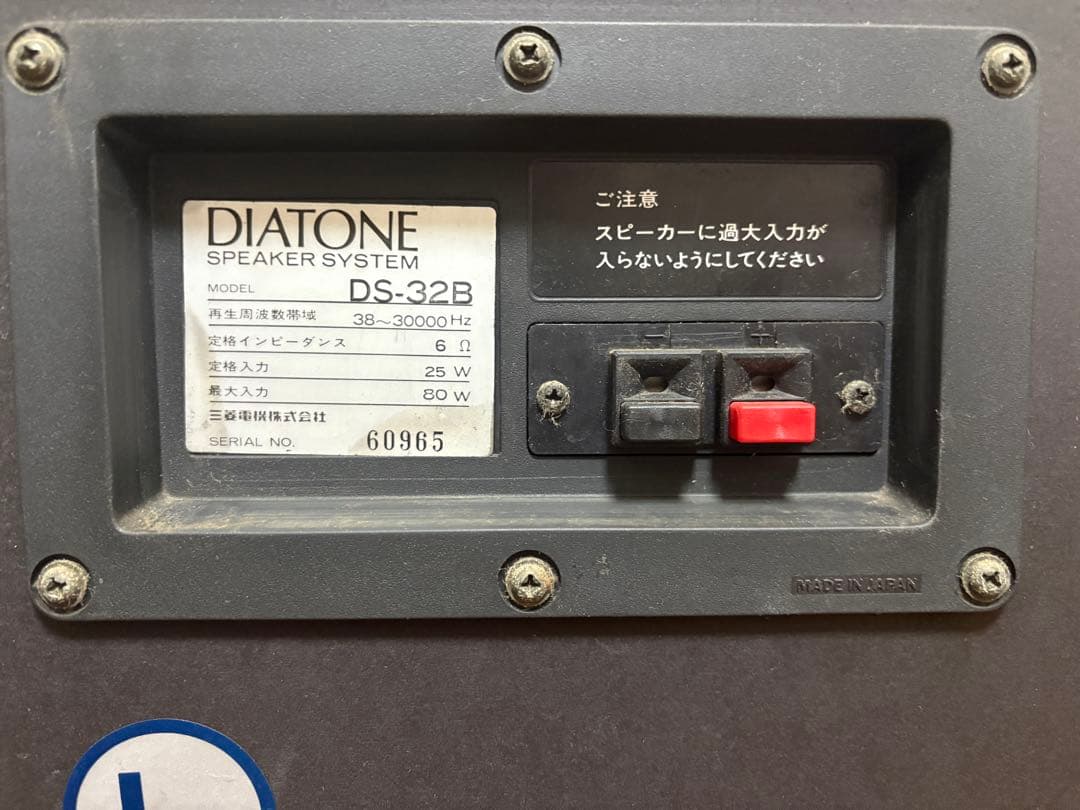 DIATONE
SPEAKER SYSTEM
MODEL DS-32B
再生周波数帯域 38～30000Hz
定格インピーダンス 6 Ω
定格入力 25 W
最大入力 80 W
三菱電機株式会社
SERIAL NO. 60965
ご注意
スピーカーに過大入力が
入らないようにしてください
− +
MADE IN JAPAN
L